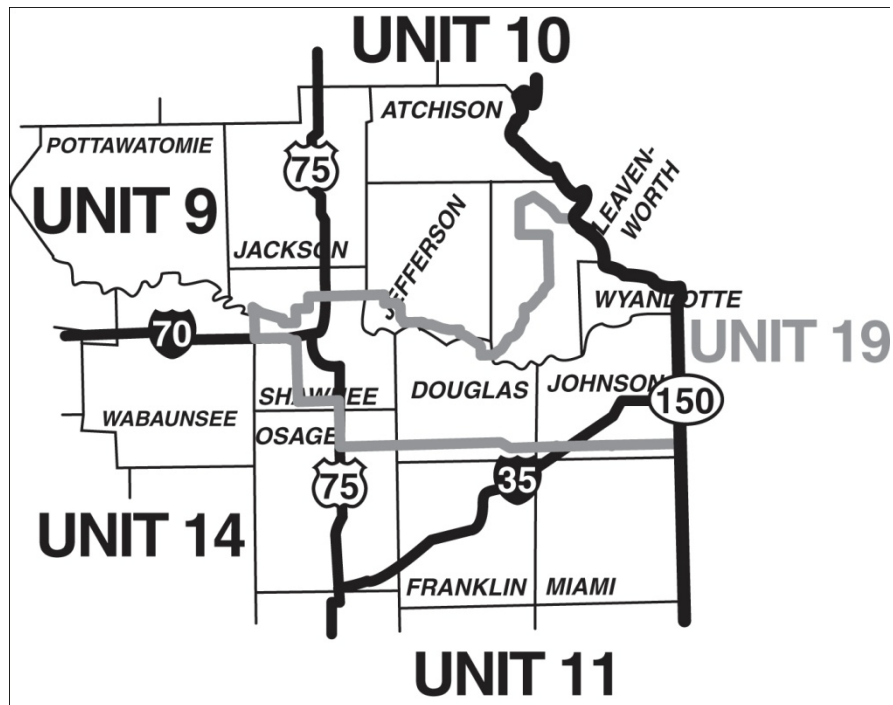 UNIT 10
ATCHISON
POTTAWATOMIE
75
UNIT 9
LEAVEN-
WORTH
JACKSON
JEFFERSON
WYANDOTTE
70
UNIT 19
SHAWNEE
DOUGLAS
JOHNSON
150
WABAUNSEE
OSAGE
75
35
UNIT 14
FRANKLIN
MIAMI
UNIT 11